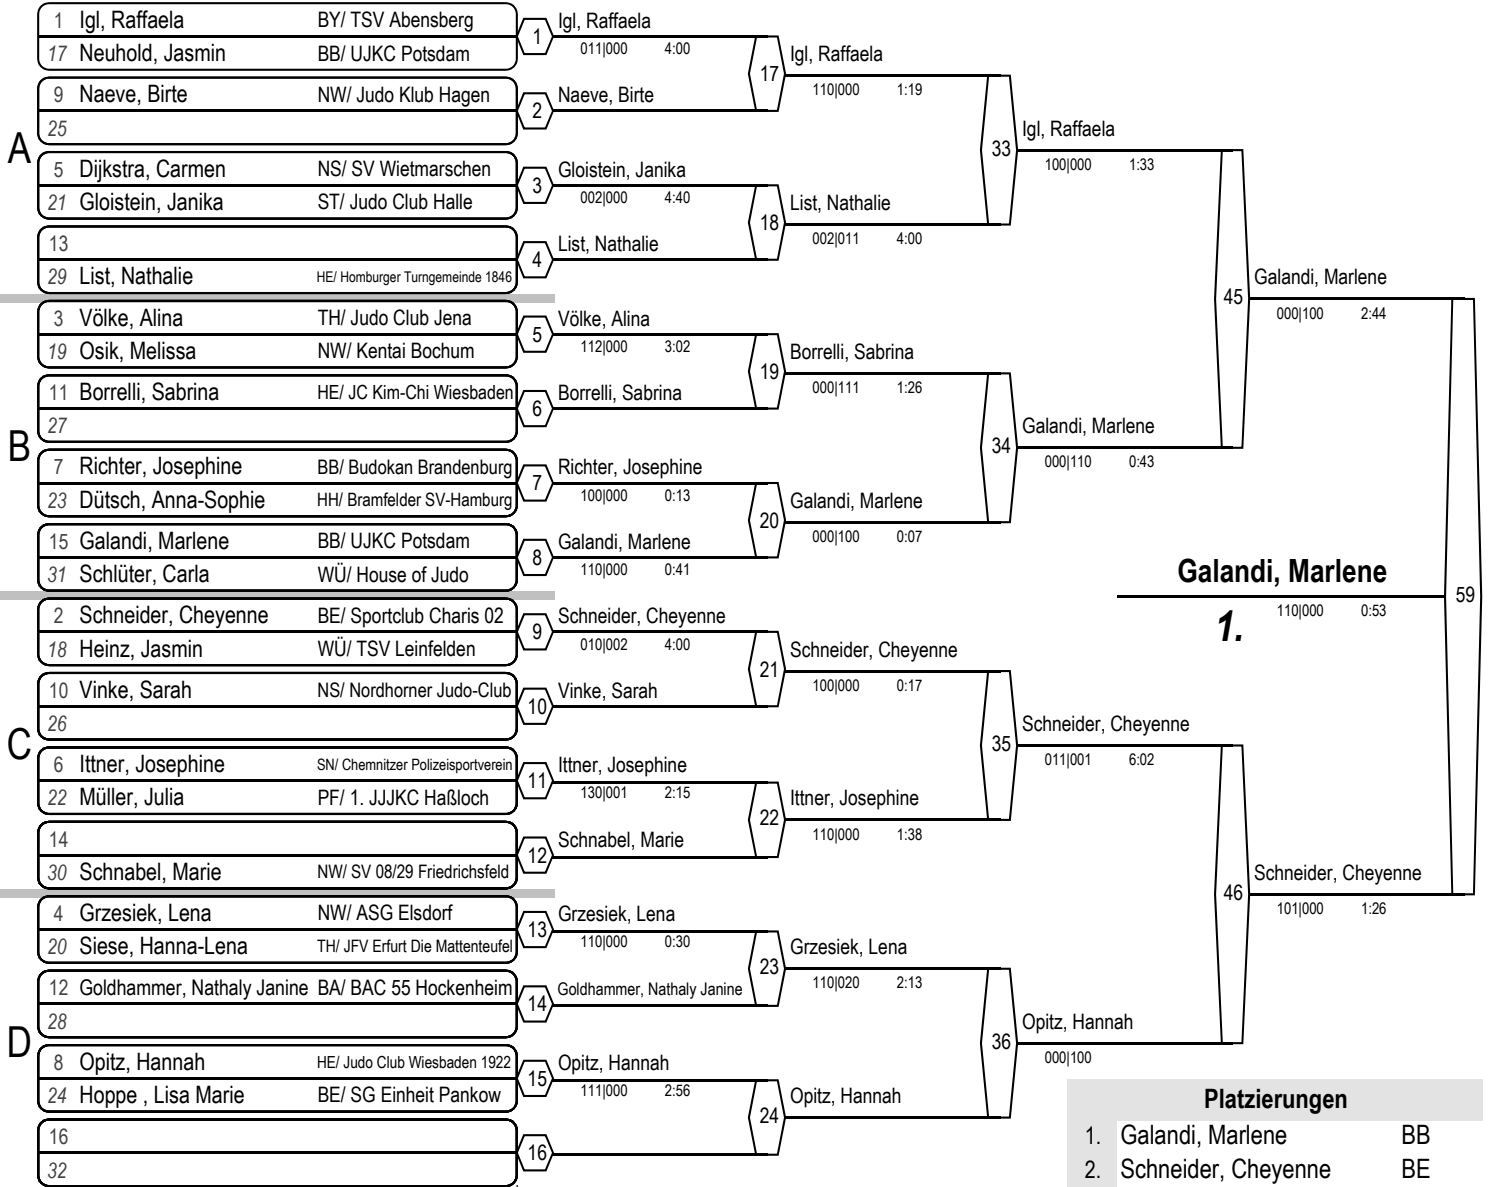 1 Igl, Raffaela BY/ TSV Abensberg
17 Neuhold, Jasmin BB/ UJKC Potsdam
9 Naeve, Birte NW/ Judo Klub Hagen
25
A
5 Dijkstra, Carmen NS/ SV Wietmarschen
21 Gloistein, Janika ST/ Judo Club Halle
13
29 List, Nathalie HE/ Homburger Turngemeinde 1846
3 Völke, Alina TH/ Judo Club Jena
19 Osik, Melissa NW/ Kentai Bochum
11 Borrelli, Sabrina HE/ JC Kim-Chi Wiesbaden
27
B
7 Richter, Josephine BB/ Budokan Brandenburg
23 Dütsch, Anna-Sophie HH/ Bramfelder SV-Hamburg
15 Galandi, Marlene BB/ UJKC Potsdam
31 Schlüter, Carla WÜ/ House of Judo
2 Schneider, Cheyenne BE/ Sportclub Charis 02
18 Heinz, Jasmin WÜ/ TSV Leinfelden
10 Vinke, Sarah NS/ Nordhorner Judo-Club
26
C
6 Ittner, Josephine SN/ Chemnitzer Polizeisportverein
22 Müller, Julia PF/ 1. JJJKC Haßloch
14
30 Schnabel, Marie NW/ SV 08/29 Friedrichsfeld
4 Grzesiek, Lena NW/ ASG Elsdorf
20 Siese, Hanna-Lena TH/ JFV Erfurt Die Mattenteufel
12 Goldhammer, Nathaly Janine BA/ BAC 55 Hockenheim
28
D
8 Opitz, Hannah HE/ Judo Club Wiesbaden 1922
24 Hoppe , Lisa Marie BE/ SG Einheit Pankow
16
32
1 Igl, Raffaela
011|000 4:00
2 Naeve, Birte
3 Gloistein, Janika
002|000 4:40
4 List, Nathalie
5 Völke, Alina
112|000 3:02
6 Borrelli, Sabrina
7 Richter, Josephine
100|000 0:13
8 Galandi, Marlene
110|000 0:41
9 Schneider, Cheyenne
010|002 4:00
10 Vinke, Sarah
11 Ittner, Josephine
130|001 2:15
12 Schnabel, Marie
13 Grzesiek, Lena
110|000 0:30
14 Goldhammer, Nathaly Janine
15 Opitz, Hannah
111|000 2:56
16
17 Igl, Raffaela
110|000 1:19
18 List, Nathalie
002|011 4:00
19 Borrelli, Sabrina
000|111 1:26
20 Galandi, Marlene
000|100 0:07
21 Schneider, Cheyenne
100|000 0:17
22 Ittner, Josephine
110|000 1:38
23 Grzesiek, Lena
110|020 2:13
24 Opitz, Hannah
33 Igl, Raffaela
100|000 1:33
34 Galandi, Marlene
000|110 0:43
35 Schneider, Cheyenne
011|001 6:02
36 Opitz, Hannah
000|100
45 Galandi, Marlene
000|100 2:44
46 Schneider, Cheyenne
101|000 1:26
59 Galandi, Marlene
1. 110|000 0:53
Platzierungen
1. Galandi, Marlene BB
2. Schneider, Cheyenne BE